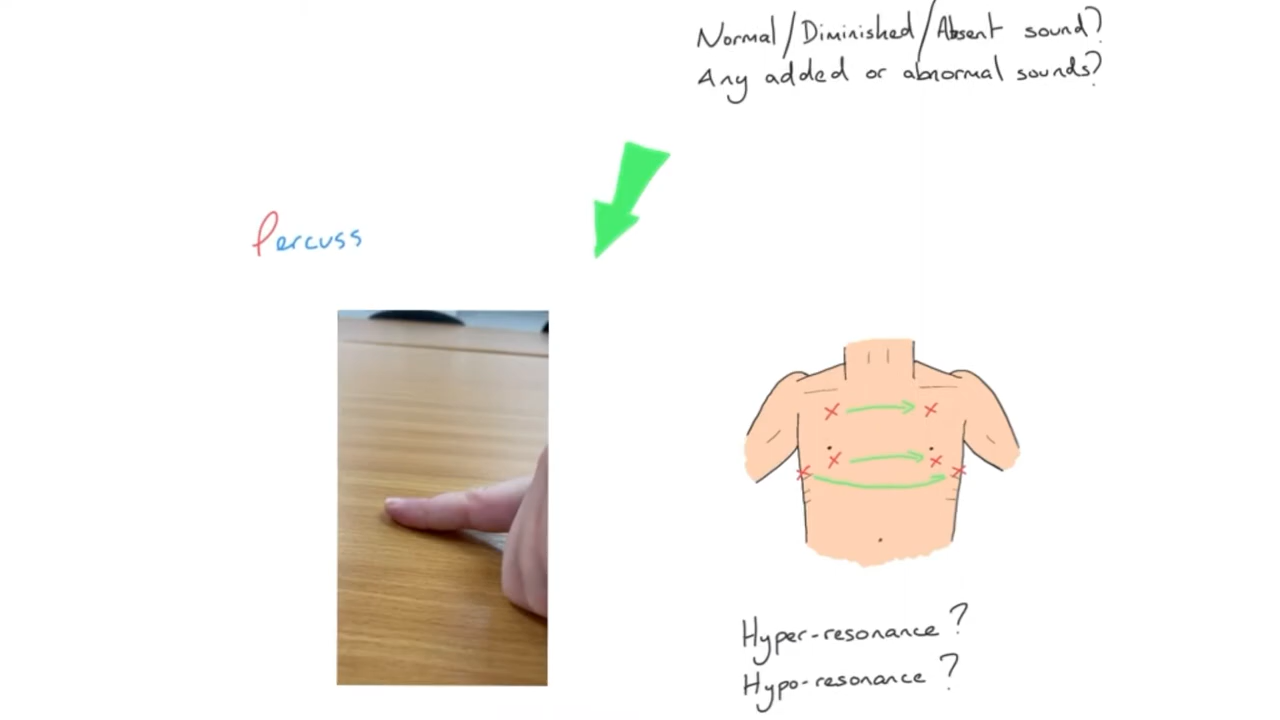 Normal/Diminished/Absent sound?
Any added or abnormal sounds?
Percuss
Hyper-resonance?
Hypo-resonance?